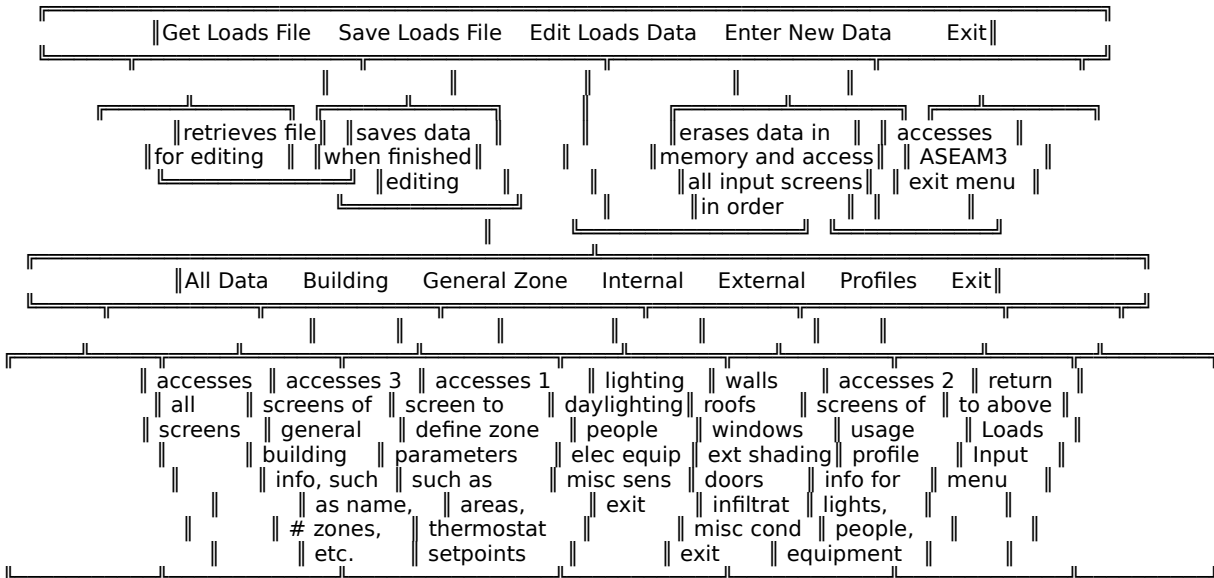 Get Loads File Save Loads File Edit Loads Data Enter New Data Exit
retrieves file saves data erases data in accesses
for editing when finished memory and access ASEAM3
editing all input screens exit menu
in order
All Data Building General Zone Internal External Profiles Exit
accesses accesses 3 accesses 1 lighting walls accesses 2 return
all screens of screen to daylighting roofs screens of to above
screens general define zone people windows usage Loads
building parameters elec equip ext shading profile Input
info, such such as misc sens doors info for menu
as name, areas, exit infiltrat lights,
# zones, thermostat misc cond people,
etc. setpoints exit equipment